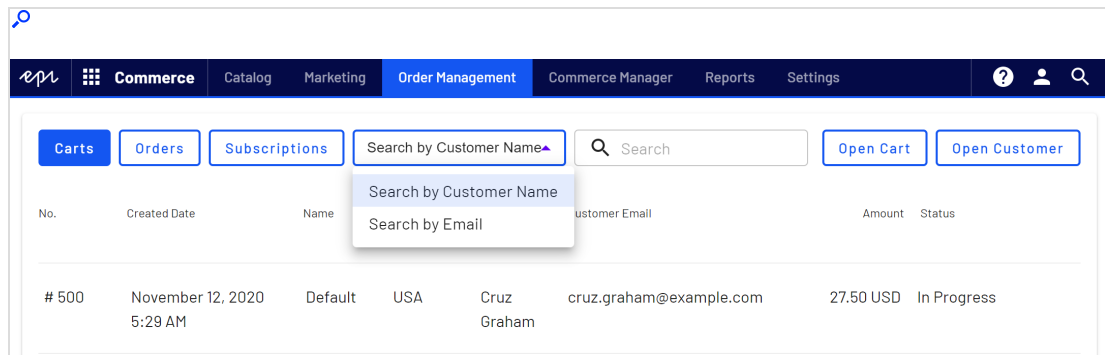 epi Commerce Catalog Marketing Order Management Commerce Manager Reports Settings
Carts Orders Subscriptions Search by Customer Name Search Open Cart Open Customer
Search by Customer Name
Search by Email
No. Created Date Name ustomer Email Amount Status
# 500 November 12, 2020 Default USA Cruz cruz.graham@example.com 27.50 USD In Progress
5:29 AM Graham